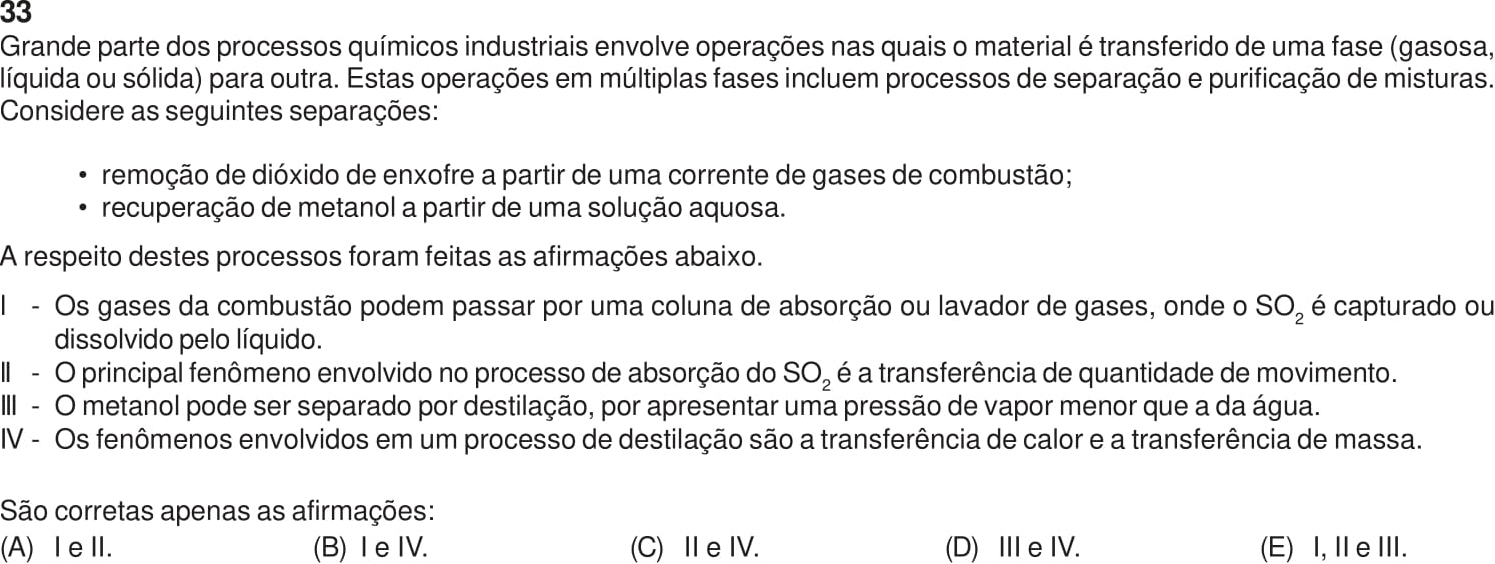 33
Grande parte dos processos químicos industriais envolve operações nas quais o material é transferido de uma fase (gasosa,
líquida ou sólida) para outra. Estas operações em múltiplas fases incluem processos de separação e purificação de misturas.
Considere as seguintes separações:
• remoção de dióxido de enxofre a partir de uma corrente de gases de combustão;
• recuperação de metanol a partir de uma solução aquosa.
A respeito destes processos foram feitas as afirmações abaixo.
I - Os gases da combustão podem passar por uma coluna de absorção ou lavador de gases, onde o SO2 é capturado ou
dissolvido pelo líquido.
II - O principal fenômeno envolvido no processo de absorção do SO2 é a transferência de quantidade de movimento.
III - O metanol pode ser separado por destilação, por apresentar uma pressão de vapor menor que a da água.
IV - Os fenômenos envolvidos em um processo de destilação são a transferência de calor e a transferência de massa.
São corretas apenas as afirmações:
(A) I e II. (B) I e IV. (C) II e IV. (D) III e IV. (E) I, II e III.